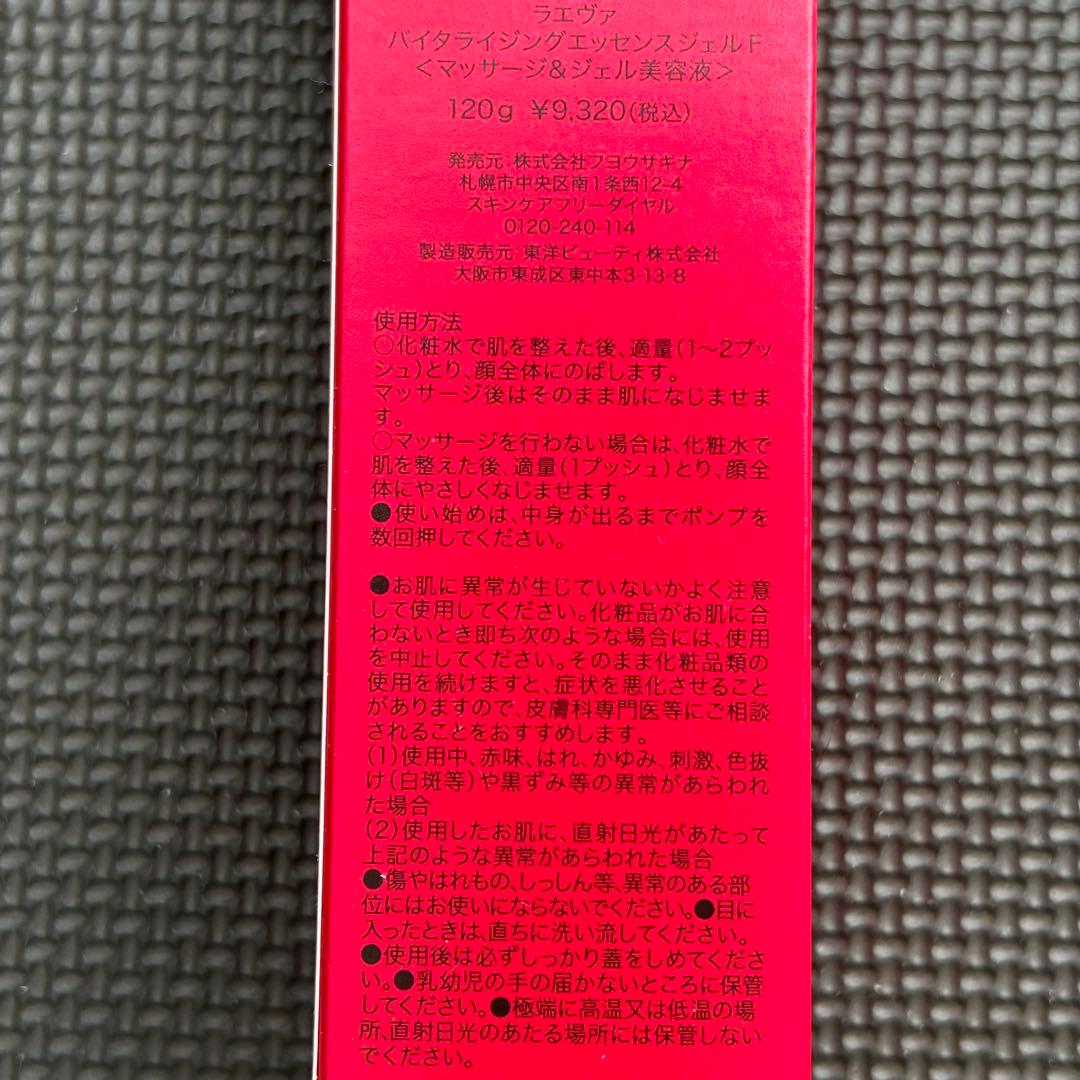 ラエヴァ
バイタライジングエッセンスジェルF
<マッサージ&ジェル美容液>
120g ¥9,320(税込)
発売元:株式会社フヨウサキナ
札幌市中央区南1条西12-4
スキンケアフリーダイヤル
0120-240-114
製造販売元:東洋ビューティ株式会社
大阪市東成区東中本3-13-8
使用方法
○化粧水で肌を整えた後、適量(1〜2プッ
シュ)とり、顔全体にのばします。
マッサージ後はそのまま肌になじませま
す。
○マッサージを行わない場合は、化粧水で
肌を整えた後、適量(1プッシュ)とり、顔全
体にやさしくなじませます。
●使い始めは、中身が出るまでポンプを
数回押してください。
●お肌に異常が生じていないかよく注意
して使用してください。化粧品がお肌に合
わないとき即ち次のような場合には、使用
を中止してください。そのまま化粧品類の
使用を続けますと、症状を悪化させること
がありますので、皮膚科専門医等にご相談
されることをおすすめします。
(1)使用中、赤味、はれ、かゆみ、刺激、色抜
け(白斑等)や黒ずみ等の異常があらわれ
た場合
(2)使用したお肌に、直射日光があたって
上記のような異常があらわれた場合
●傷やはれもの、しっしん等、異常のある部
位にはお使いにならないでください。●目に
入ったときは、直ちに洗い流してください。
●使用後は必ずしっかり蓋をしめてくださ
い。●乳幼児の手の届かないところに保管
してください。●極端に高温又は低温の場
所、直射日光のあたる場所には保管しない
でください。